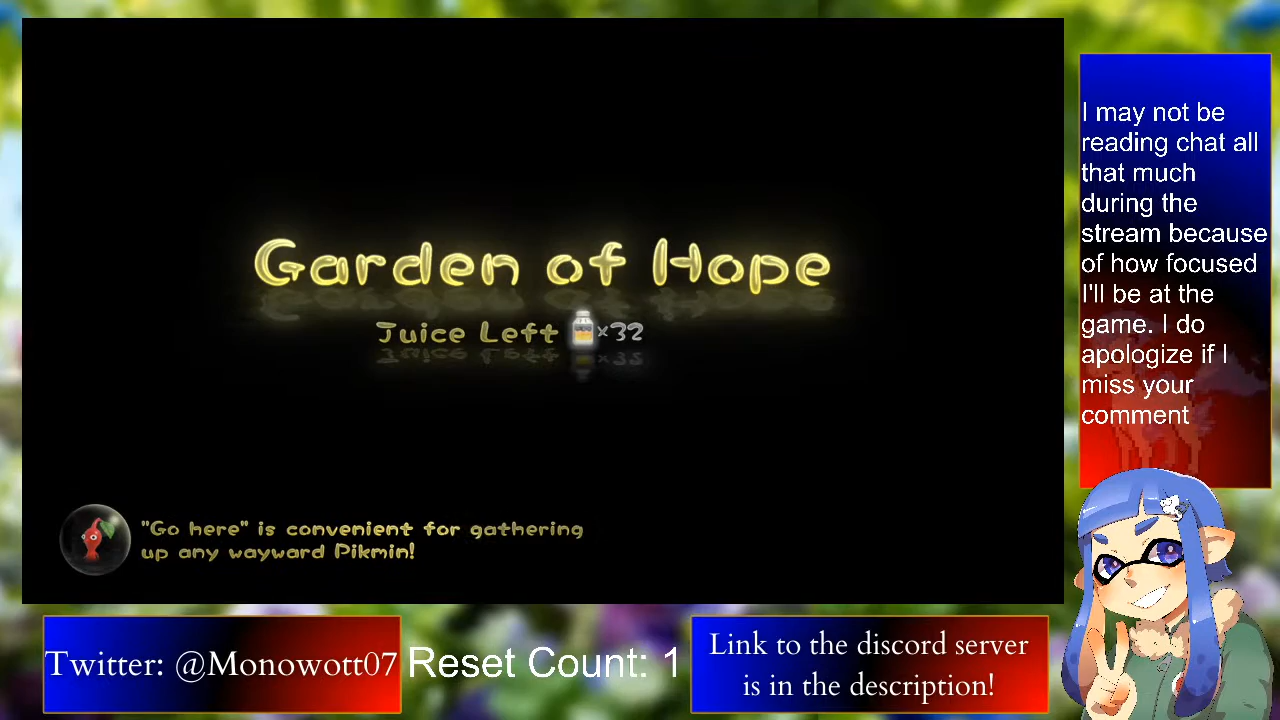 Garden of Hope
Juice Left ×32
"Go here" is convenient for gathering
up any wayward Pikmin!
I may not be
reading chat all
that much
during the
stream because
of how focused
I'll be at the
game. I do
apologize if I
miss your
comment
Twitter: @Monowott07
Reset Count: 1
Link to the discord server
is in the description!